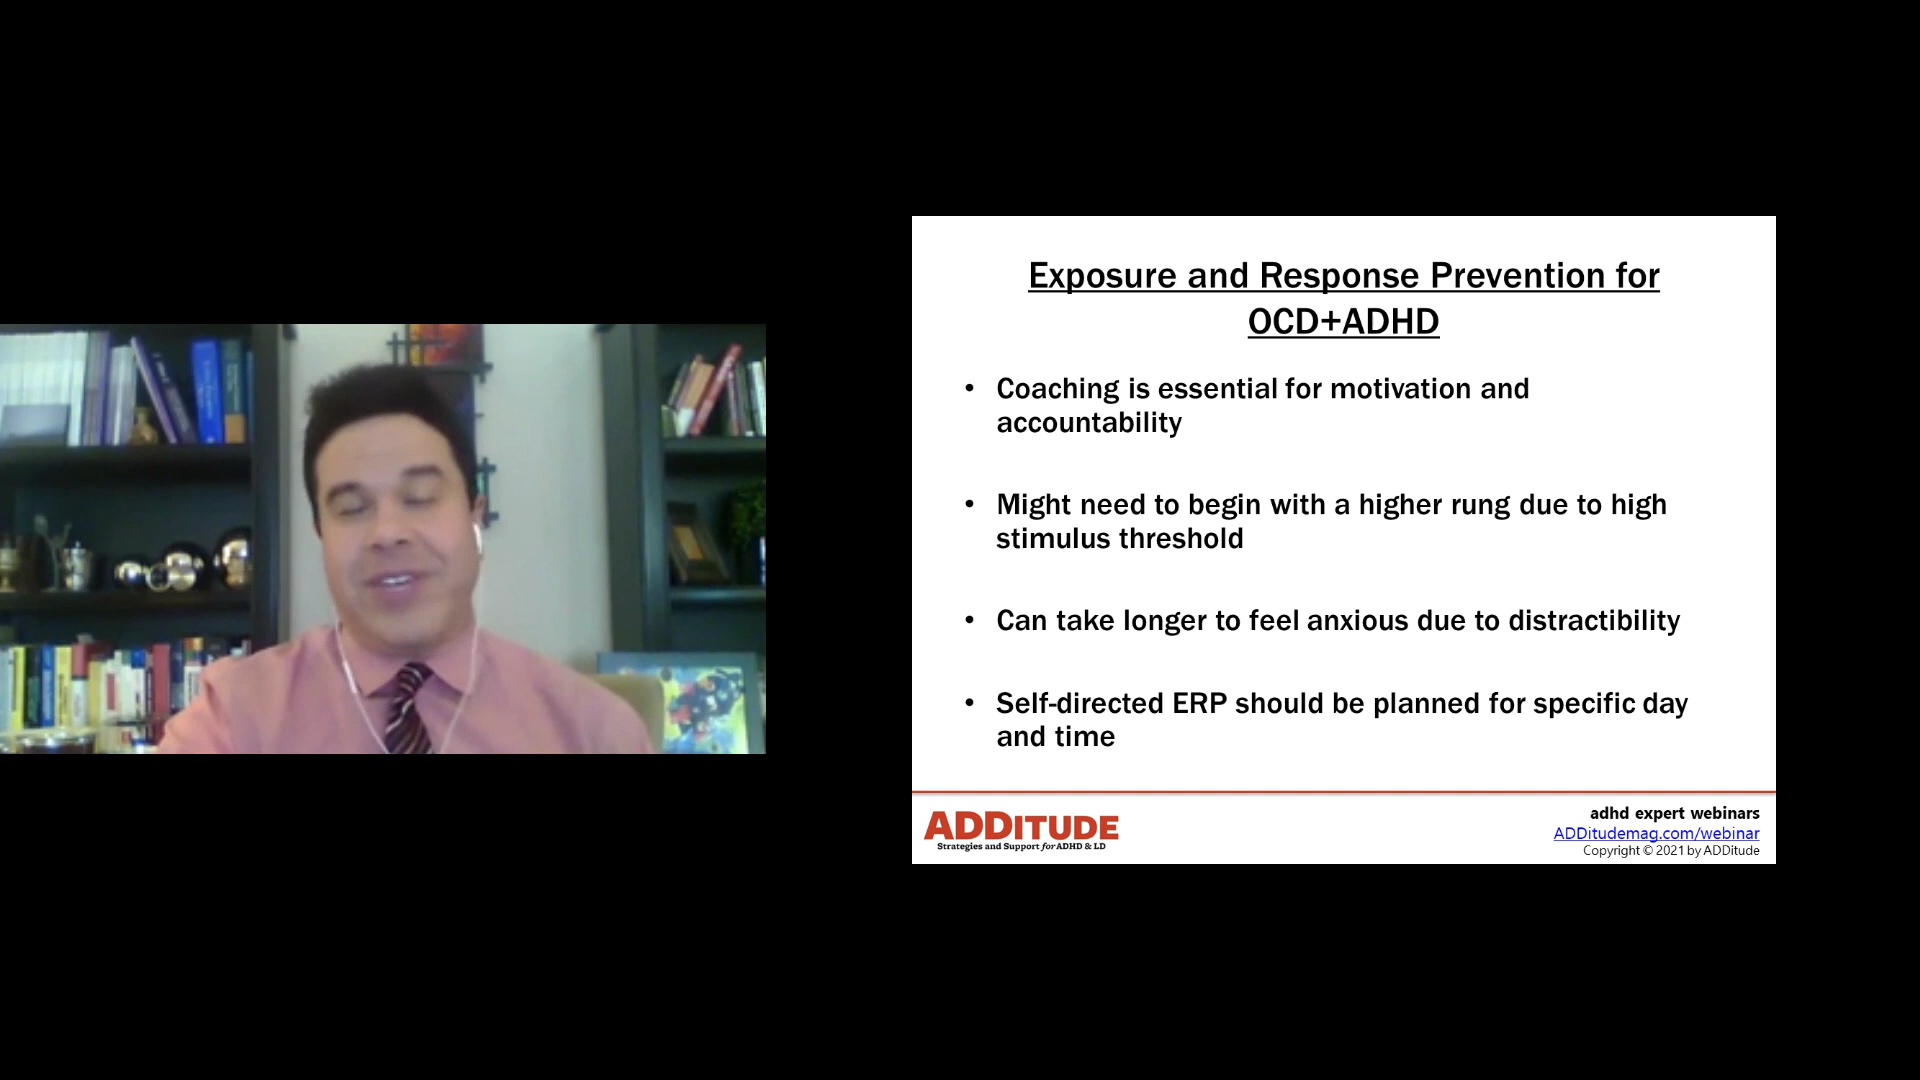 Exposure and Response Prevention for
OCD+ADHD
• Coaching is essential for motivation and
accountability
• Might need to begin with a higher rung due to high
stimulus threshold
• Can take longer to feel anxious due to distractibility
• Self-directed ERP should be planned for specific day
and time
ADDITUDE
Strategies and Support for ADHD & LD
adhd expert webinars
ADDitudemag.com/webinar
Copyright © 2021 by ADDitude